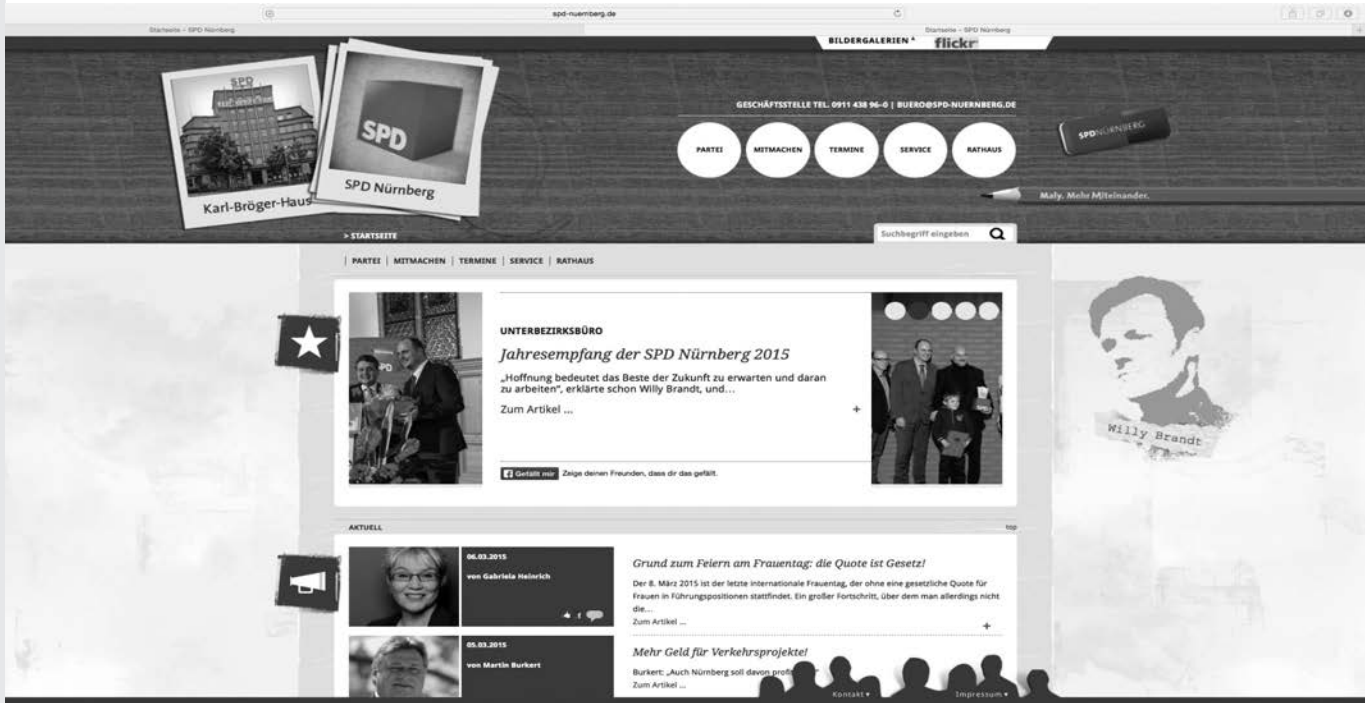 spd-nuernberg.de
Startseite – SPD Nürnberg
Startseite – SPD Nürnberg
BILDERGALERIEN
flickr
SPD
SPD
Karl-Bröger-Haus
SPD Nürnberg
GESCHÄFTSSTELLE TEL. 0911 438 96-0 | BUERO@SPD-NUERNBERG.DE
PARTEI
MITMACHEN
TERMINE
SERVICE
RATHAUS
SPDNÜRNBERG
Maly. Mehr Miteinander.
> STARTSEITE
Suchbegriff eingeben
| PARTEI | MITMACHEN | TERMINE | SERVICE | RATHAUS
UNTERBEZIRKSBÜRO
Jahresempfang der SPD Nürnberg 2015
„Hoffnung bedeutet das Beste der Zukunft zu erwarten und daran
zu arbeiten“, erklärte schon Willy Brandt, und…
Zum Artikel ...
+
Gefällt mir Zeige deinen Freunden, dass dir das gefällt.
Willy Brandt
AKTUELL
top
06.03.2015
von Gabriela Heinrich
1
Grund zum Feiern am Frauentag: die Quote ist Gesetz!
Der 8. März 2015 ist der letzte internationale Frauentag, der ohne eine gesetzliche Quote für
Frauen in Führungspositionen stattfindet. Ein großer Fortschritt, über dem man allerdings nicht
die…
Zum Artikel ...
+
05.03.2015
von Martin Burkert
Mehr Geld für Verkehrsprojekte!
Burkert: „Auch Nürnberg soll davon
Zum Artikel ...
Kontakt
Impressum